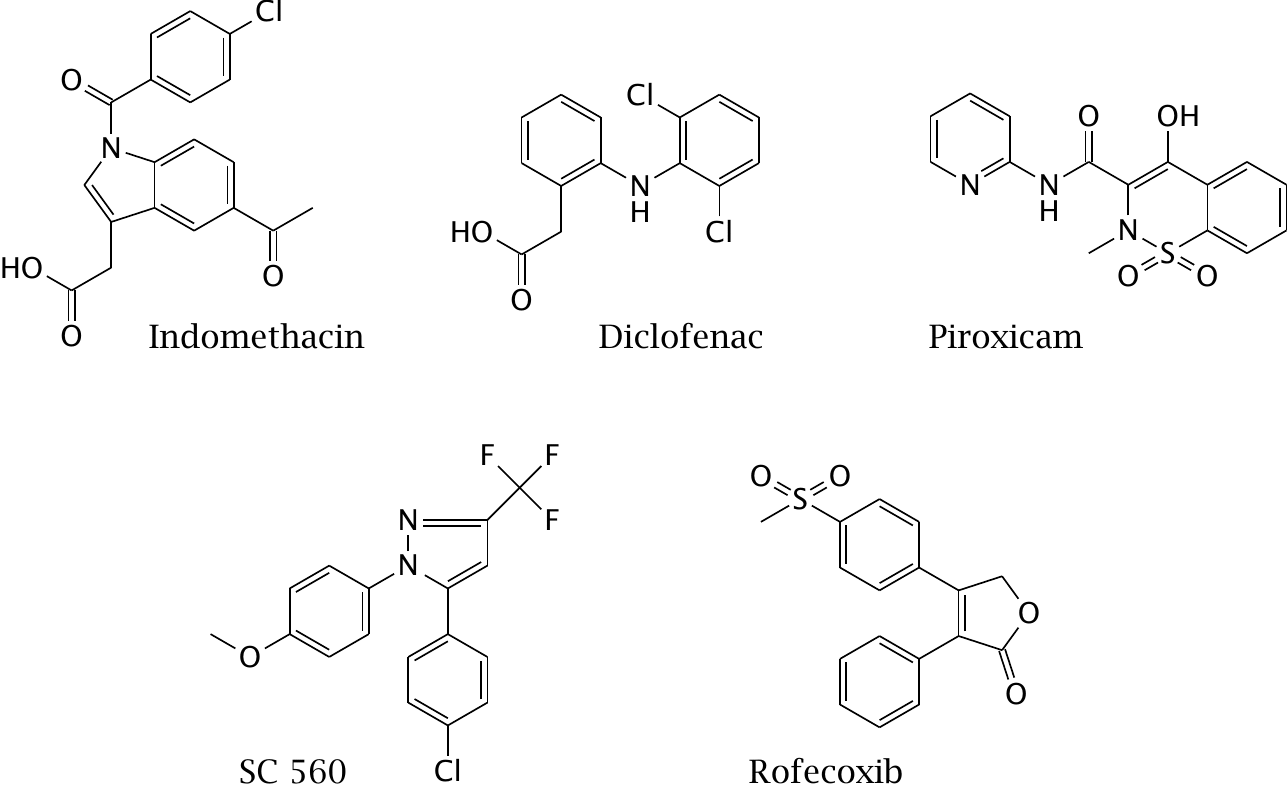 Cl
O
N
HO
O
O
Indomethacin
Cl
N
H
Cl
HO
O
Diclofenac
O
OH
N
N
H
N
S
O
O
Piroxicam
F
F
F
N
N
O
Cl
SC 560
O
O
S
O
O
Rofecoxib